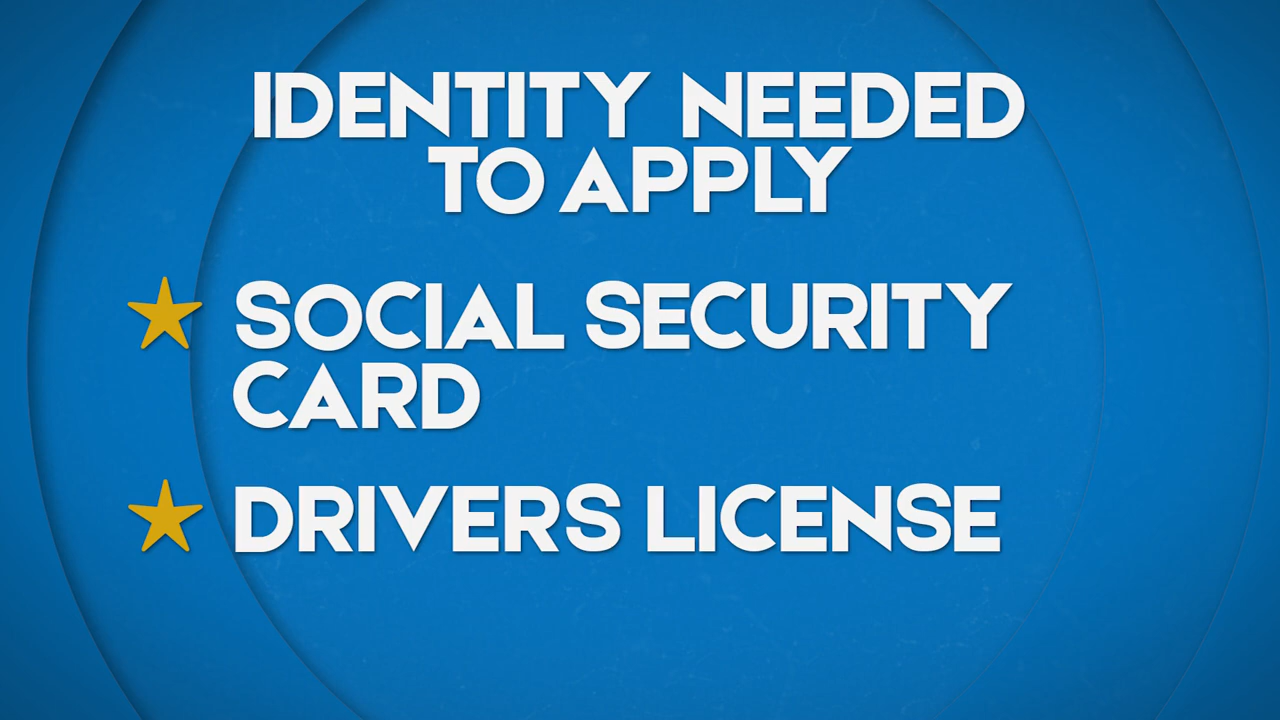 IDENTITY NEEDED
TO APPLY
SOCIAL SECURITY
CARD
DRIVERS LICENSE